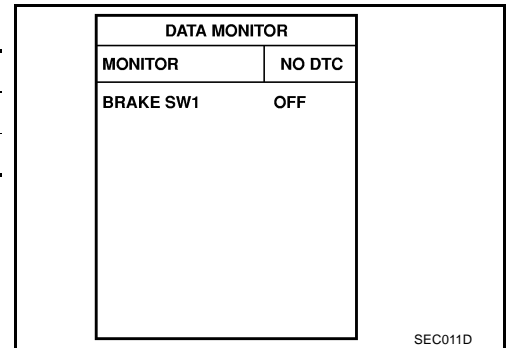 DATA MONITOR
MONITOR NO DTC
BRAKE SW1 OFF
SEC011D